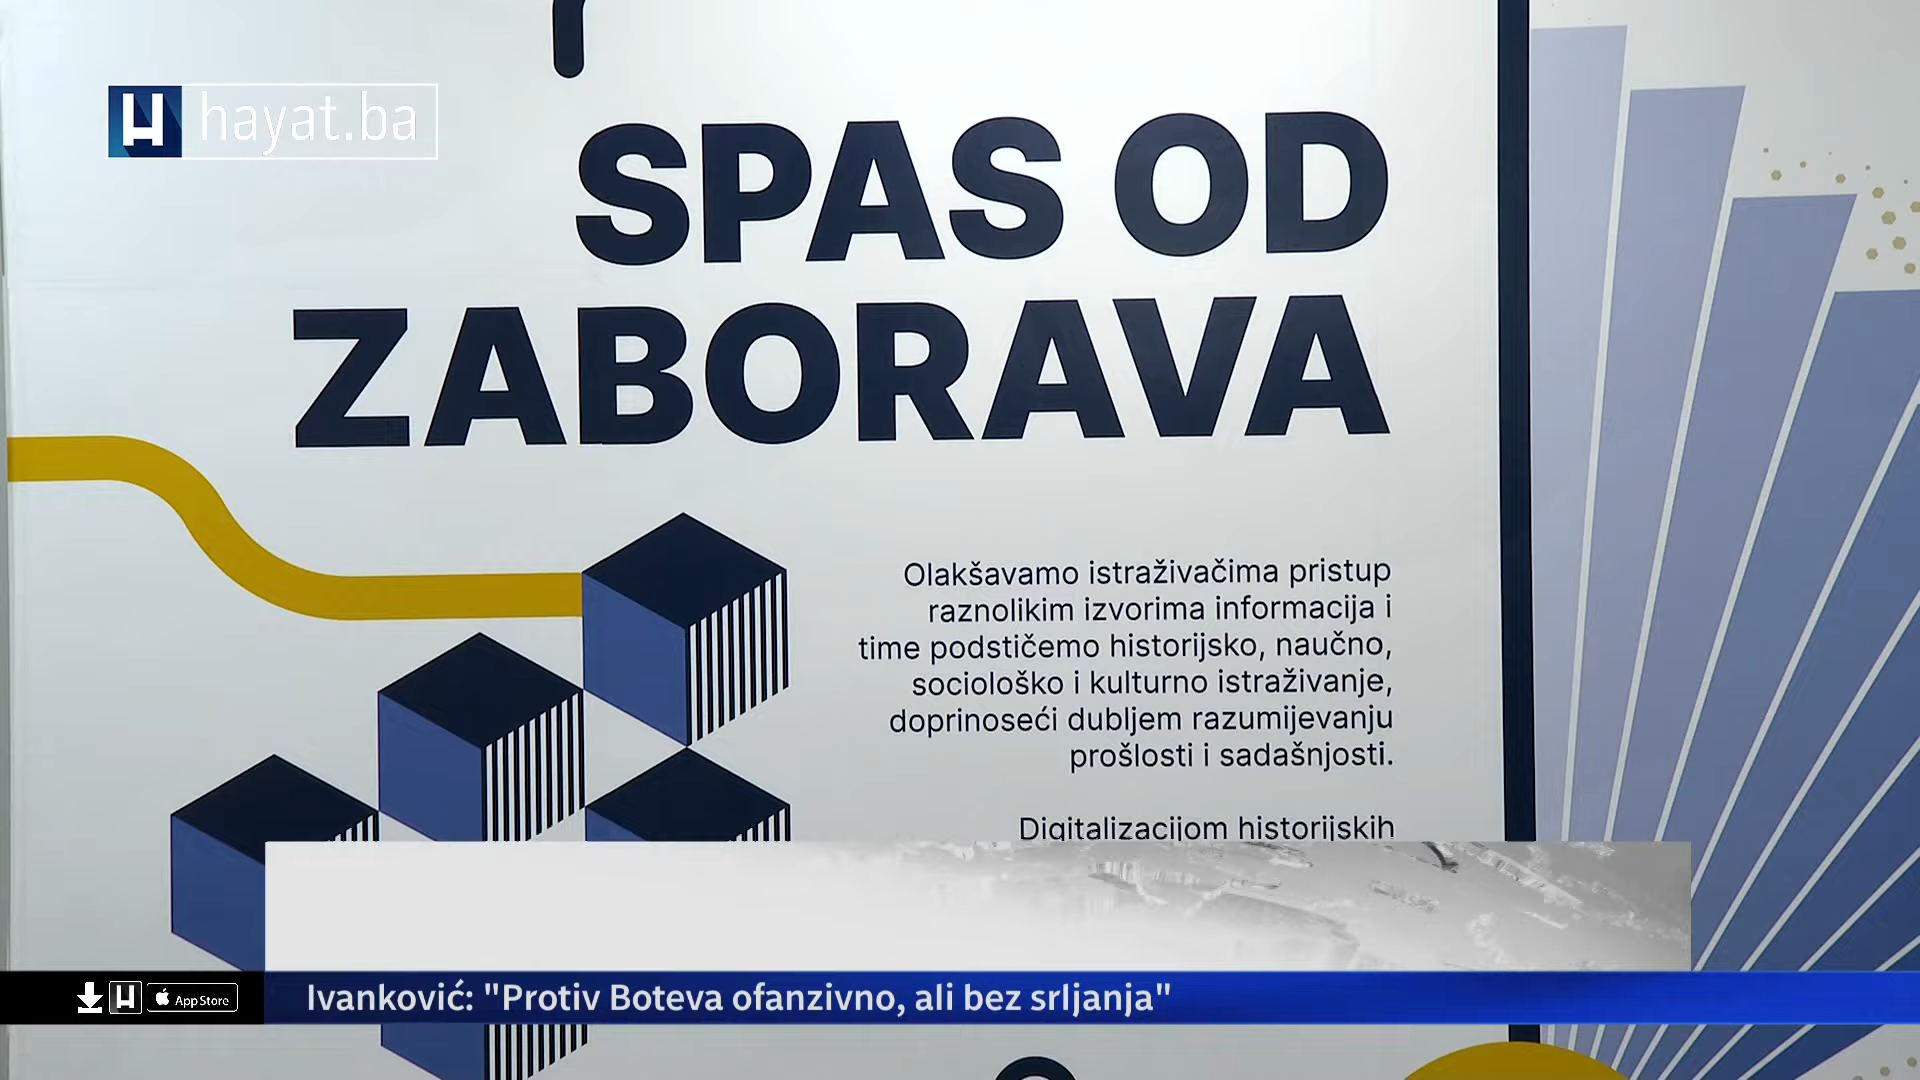 hayat.ba
SPAS OD
ZABORAVA
Olakšavamo istraživačima pristup
raznolikim izvorima informacija i
time podstičemo historijsko, naučno,
sociološko i kulturno istraživanje,
doprinoseći dubljem razumijevanju
prošlosti i sadašnjosti.
Digitalizacijom historijskih
App Store
Ivanković: "Protiv Boteva ofanzivno, ali bez srljanja"